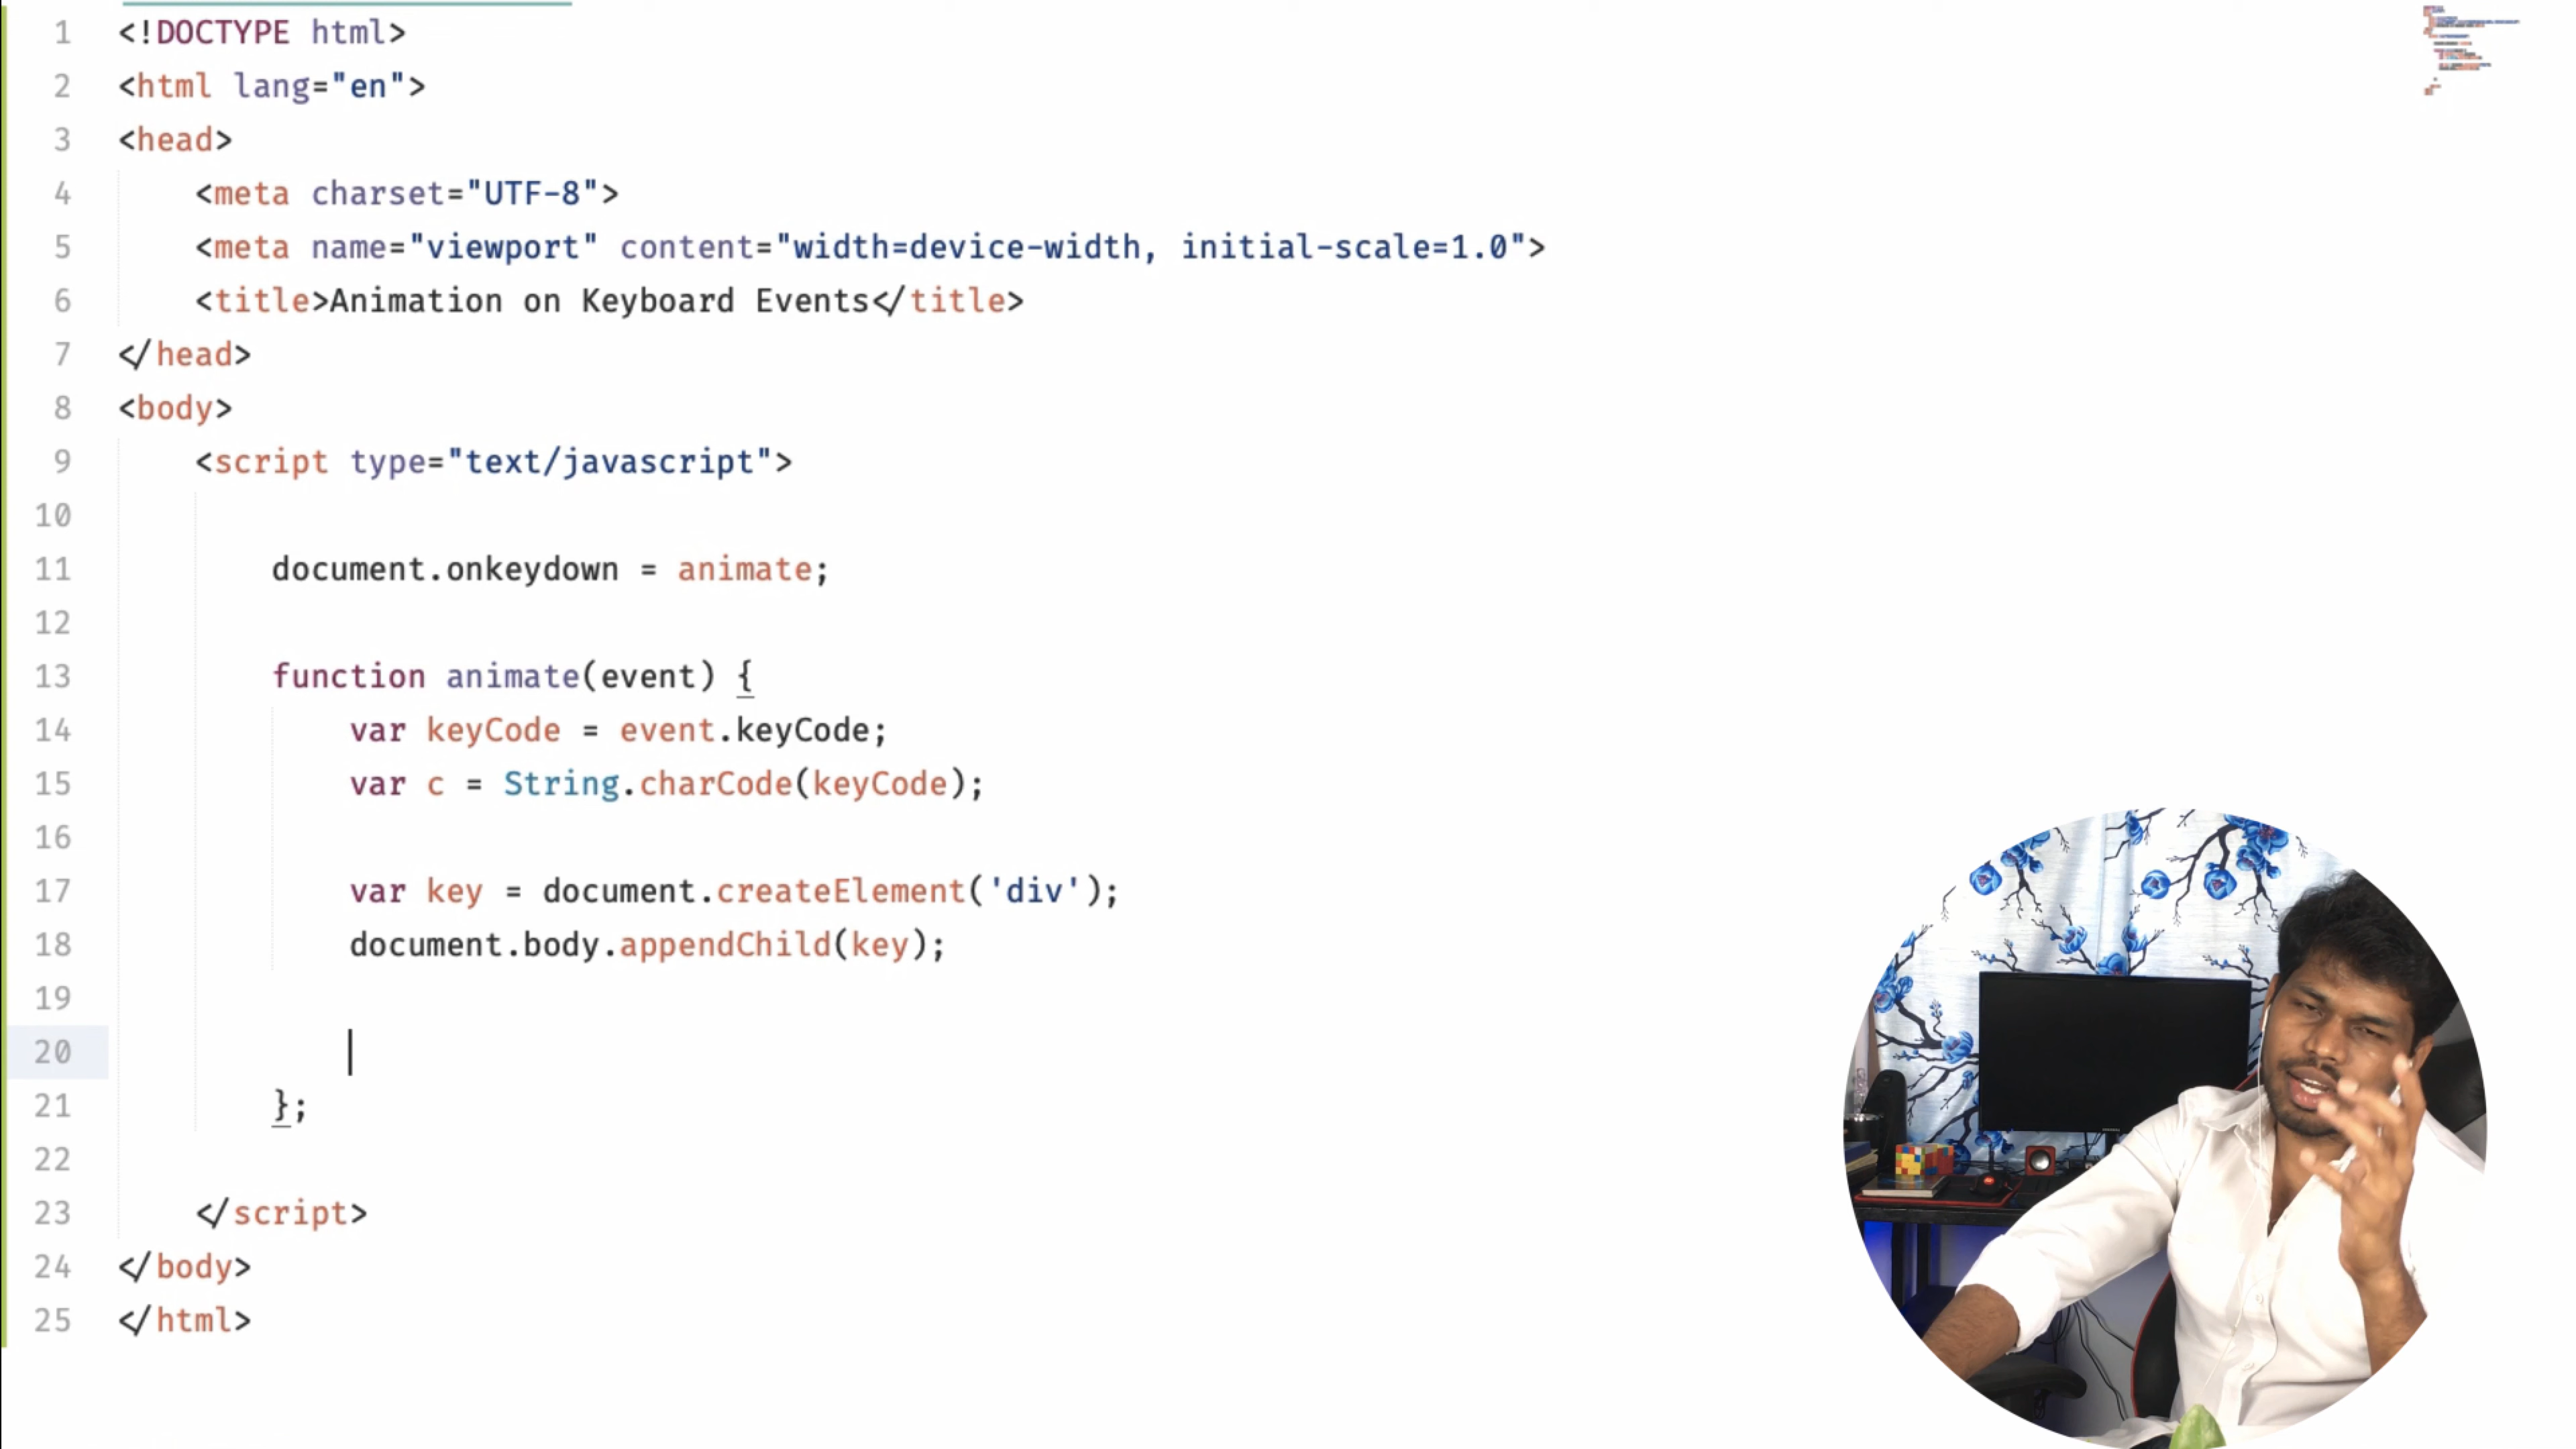 1 <!DOCTYPE html>
2 <html lang="en">
3 <head>
4 <meta charset="UTF-8">
5 <meta name="viewport" content="width=device-width, initial-scale=1.0">
6 <title>Animation on Keyboard Events</title>
7 </head>
8 <body>
9 <script type="text/javascript">
10
11 document.onkeydown = animate;
12
13 function animate(event) {
14 var keyCode = event.keyCode;
15 var c = String.charCode(keyCode);
16
17 var key = document.createElement('div');
18 document.body.appendChild(key);
19
20
21 };
22
23 </script>
24 </body>
25 </html>